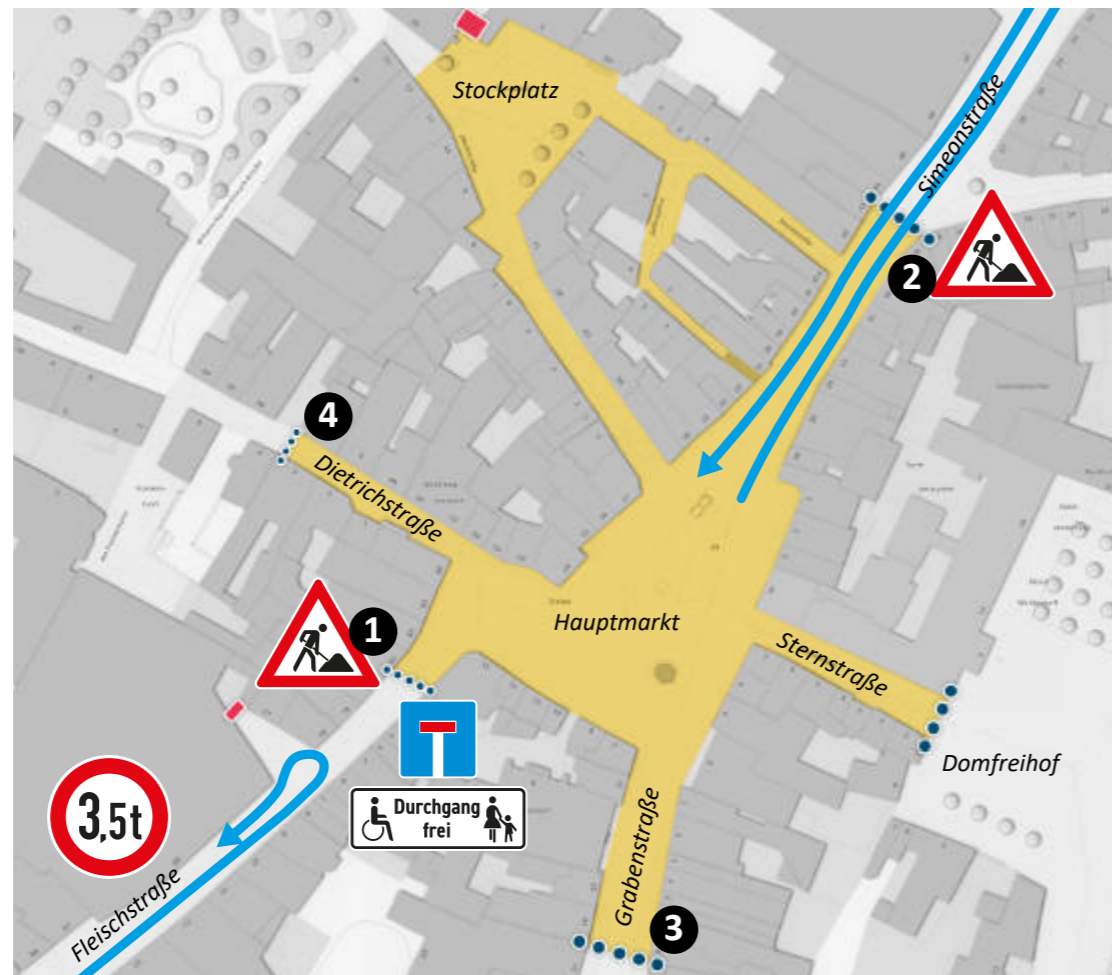 Stockplatz
Simeonstraße
2
4
Dietrichstraße
1
Hauptmarkt
Sternstraße
Domfreihof
3,5t
Durchgang
frei
Grabenstraße
3
Fleischstraße